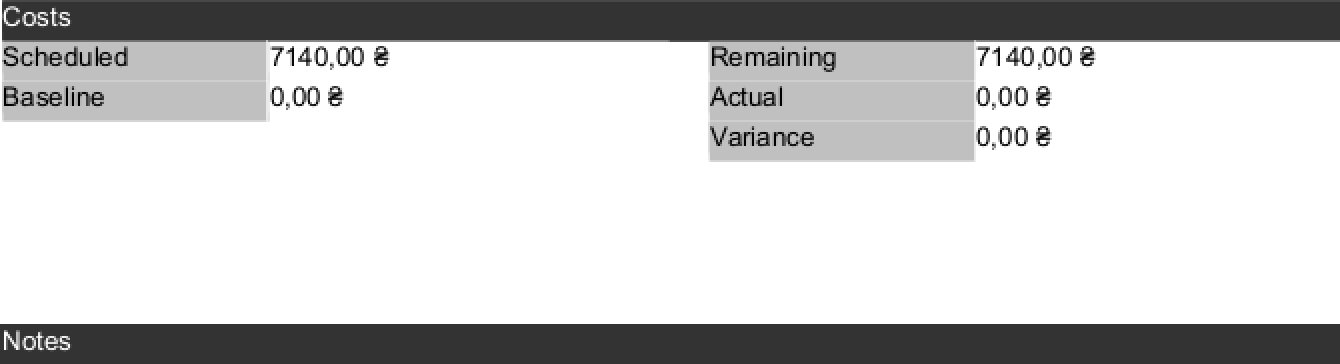 Costs
Scheduled 7140,00 ₴ Remaining 7140,00 ₴
Baseline 0,00 ₴ Actual 0,00 ₴
Variance 0,00 ₴
Notes